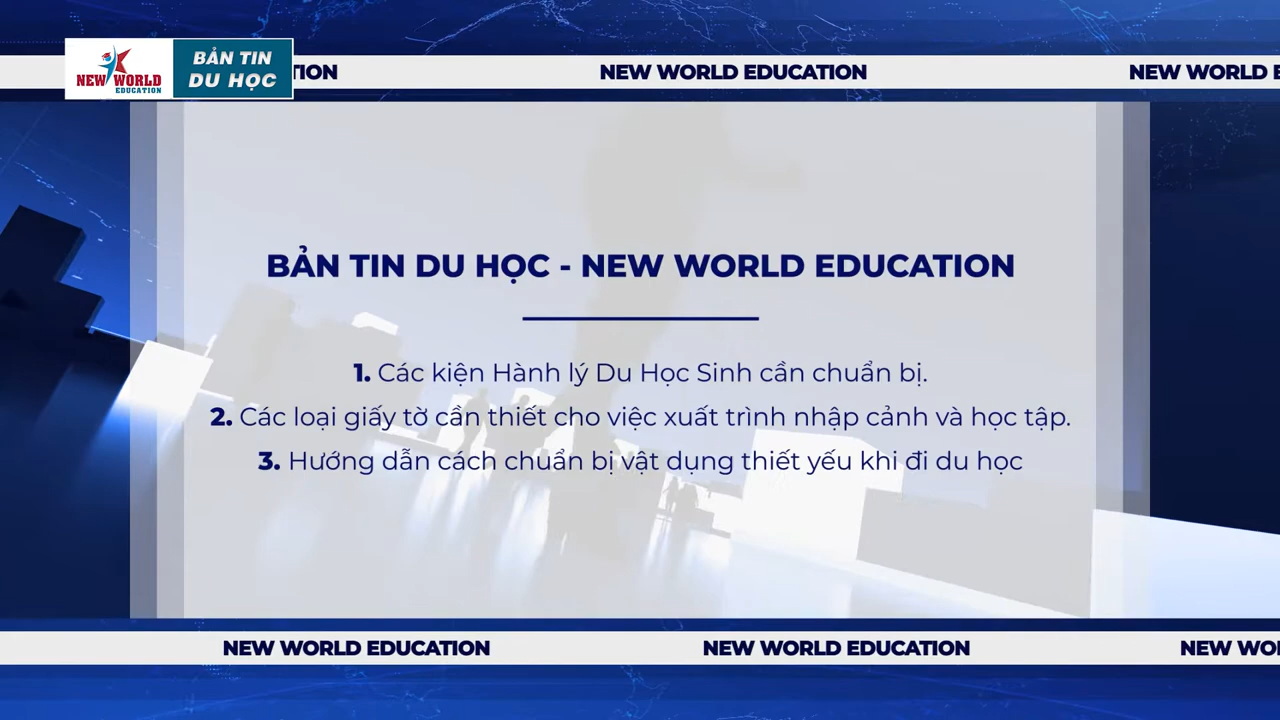 NEW WORLD
EDUCATION
BẢN TIN
DU HỌC
TION
NEW WORLD EDUCATION
NEW WORLD E
BẢN TIN DU HỌC - NEW WORLD EDUCATION
1. Các kiện Hành lý Du Học Sinh cần chuẩn bị.
2. Các loại giấy tờ cần thiết cho việc xuất trình nhập cảnh và học tập.
3. Hướng dẫn cách chuẩn bị vật dụng thiết yếu khi đi du học
NEW WORLD EDUCATION
NEW WORLD EDUCATION
NEW WO